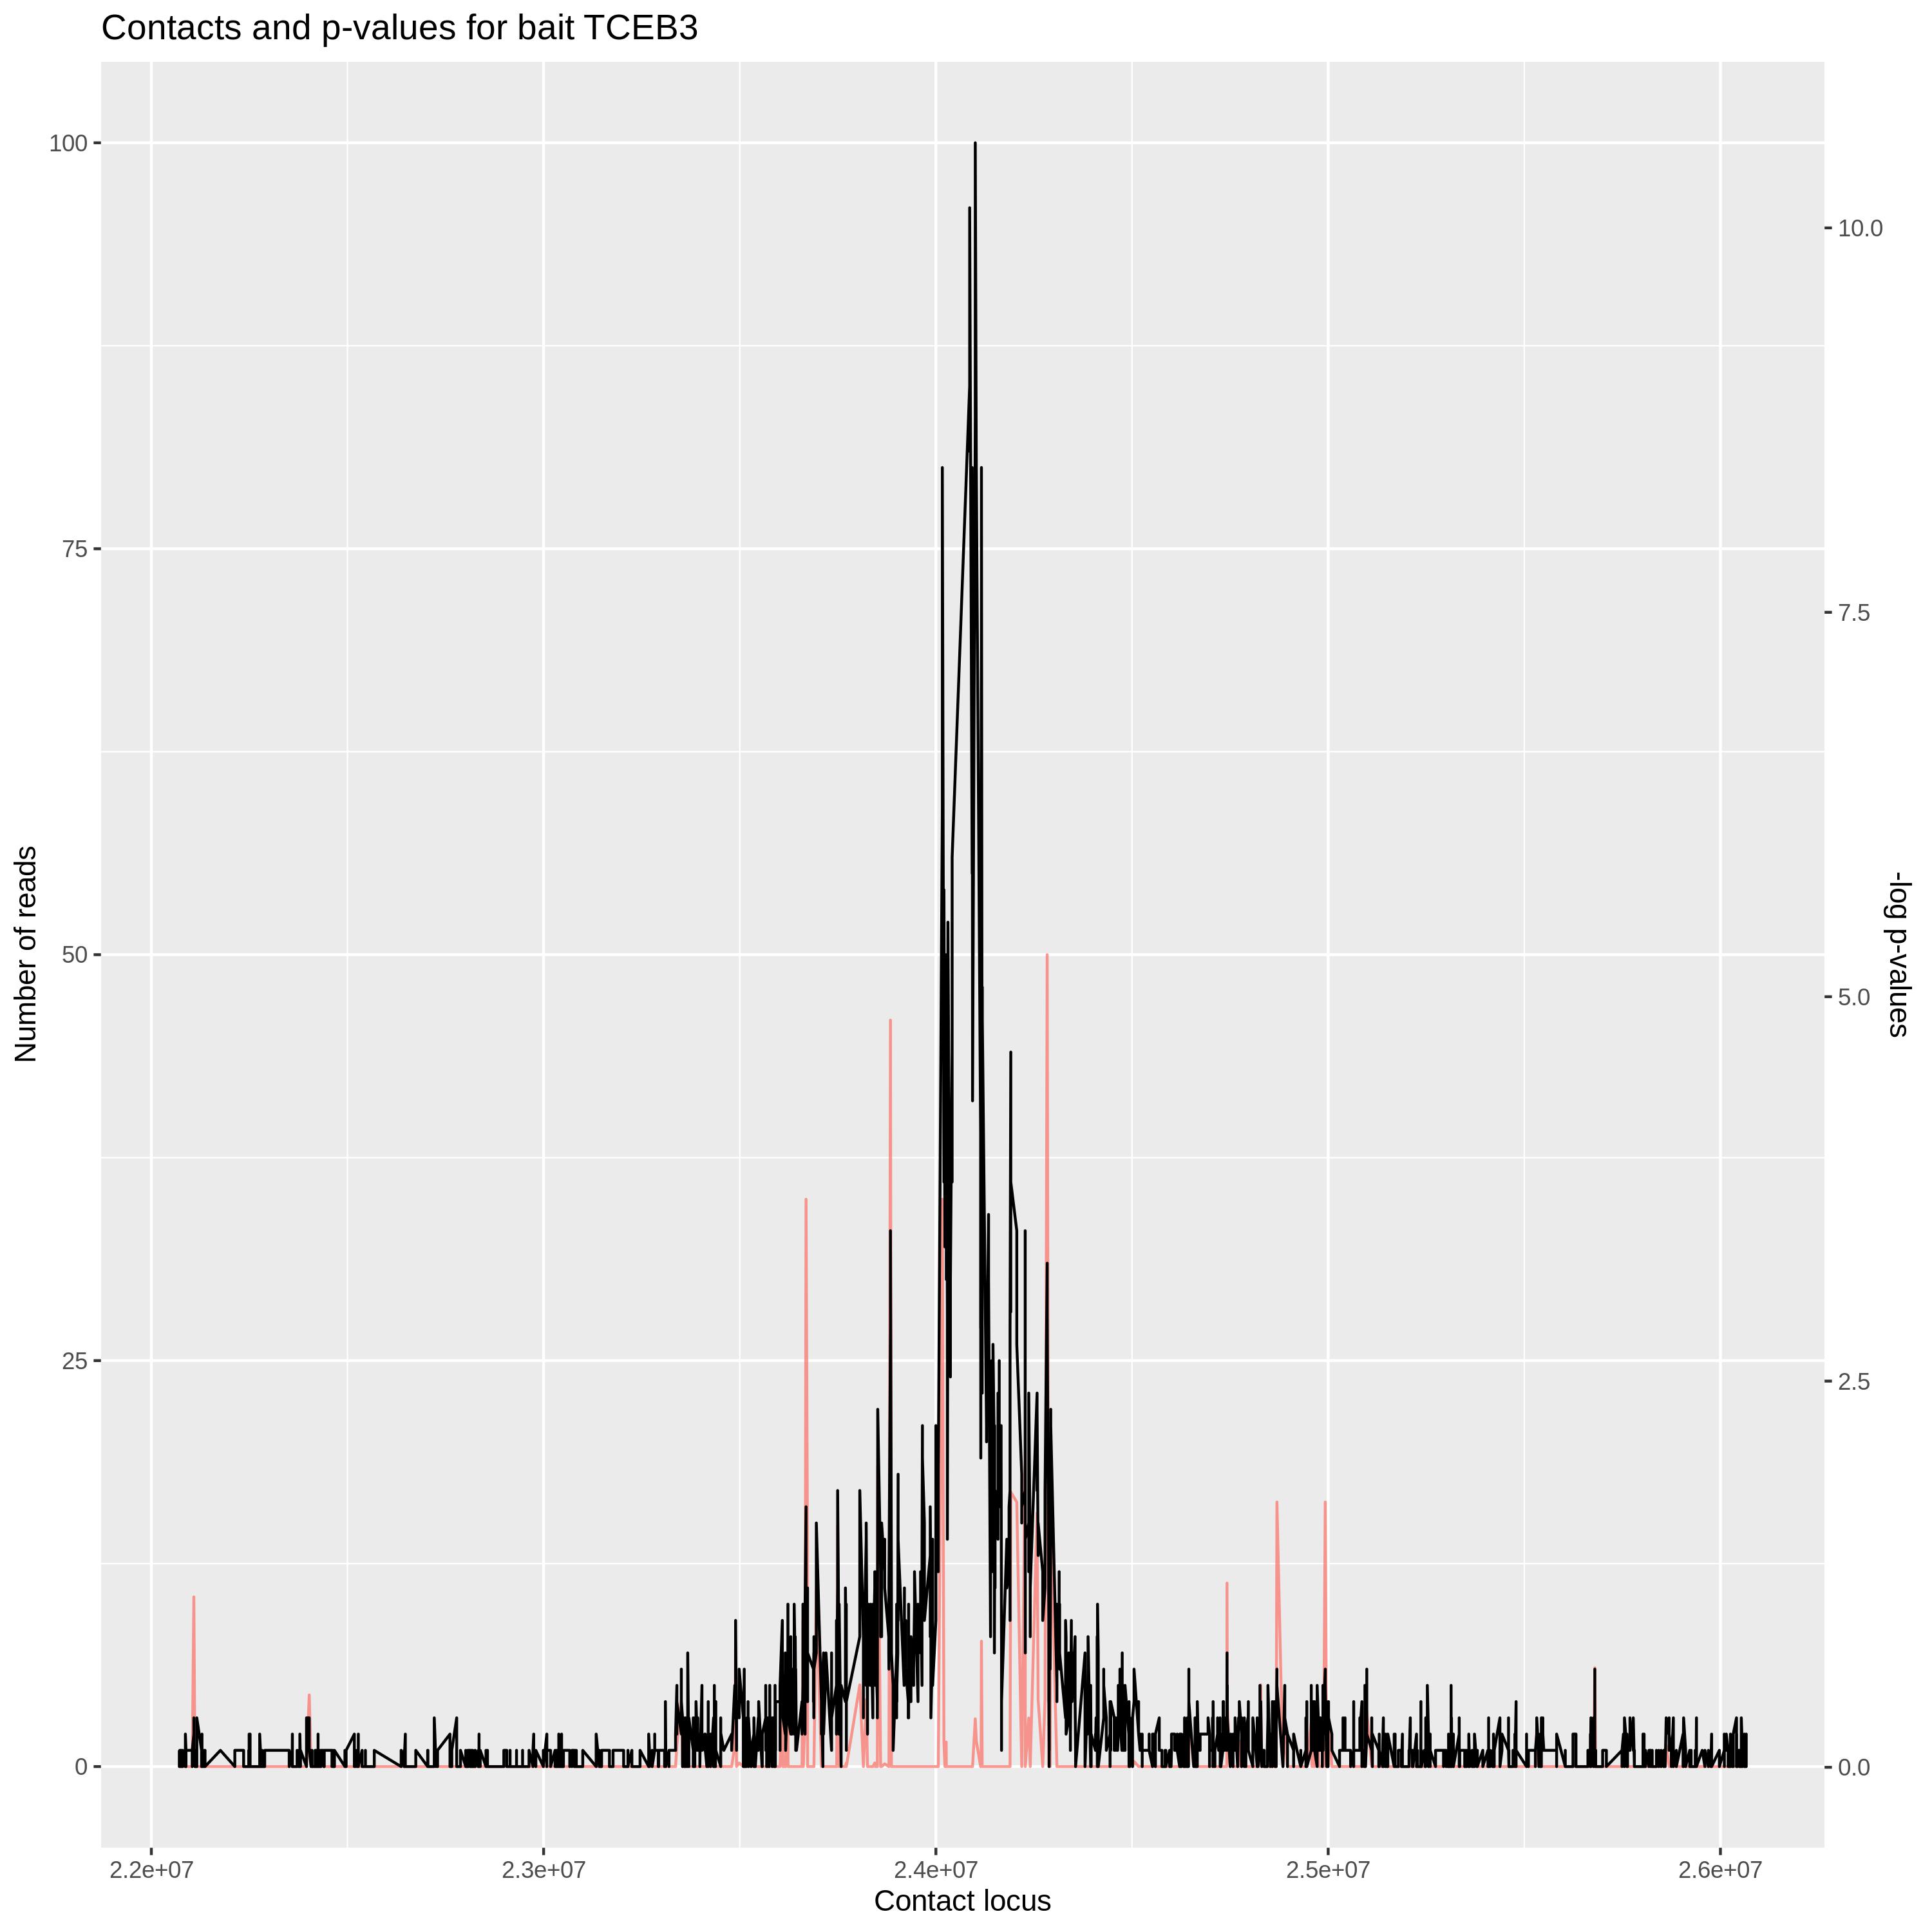 Contacts and p-values for bait TCEB3
100
75
50
25
0
Number of reads
10.0
7.5
5.0
2.5
0.0
-log p-values
2.2e+07
2.3e+07
2.4e+07
2.5e+07
2.6e+07
Contact locus